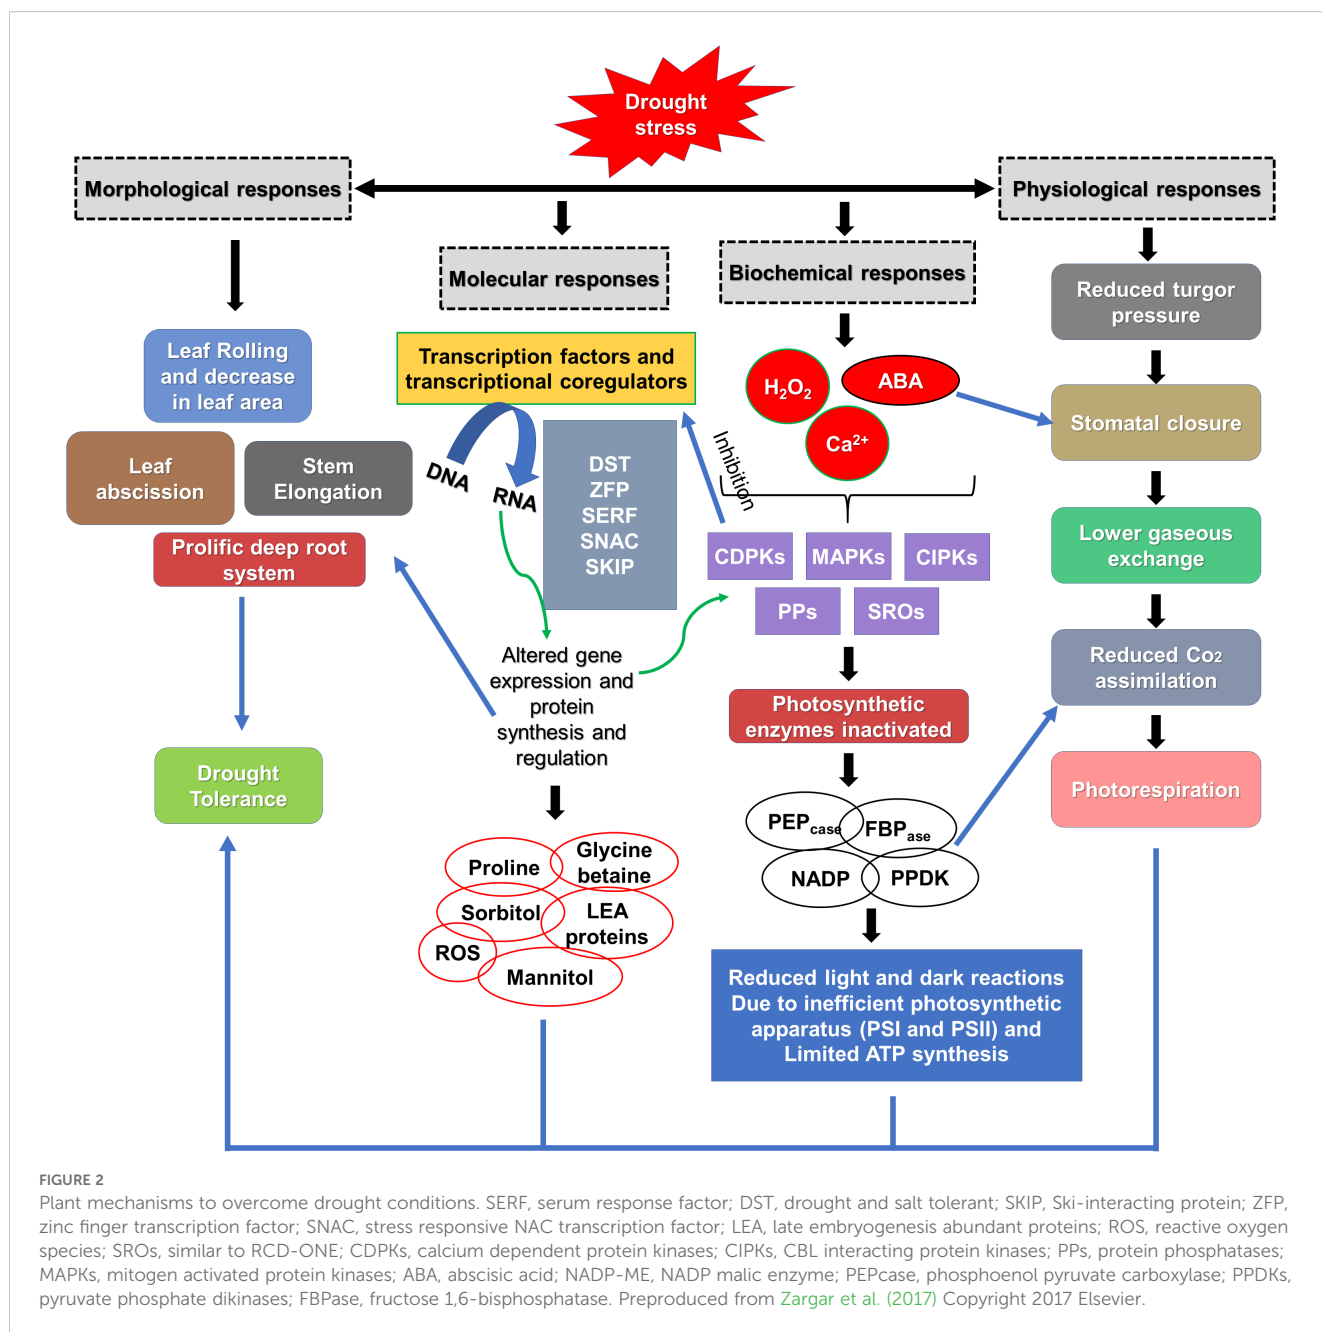 Drought
stress
Morphological responses
Physiological responses
Molecular responses
Biochemical responses
Leaf Rolling
and decrease
in leaf area
Leaf
abscission
Stem
Elongation
Prolific deep root
system
Drought
Tolerance
Transcription factors and
transcriptional coregulators
DNA
RNA
DST
ZFP
SERF
SNAC
SKIP
Altered gene
expression and
protein
synthesis and
regulation
Proline
Glycine
betaine
Sorbitol
LEA
proteins
ROS
Mannitol
H2O2
ABA
Ca2+
Inhibition
CDPKs
MAPKs
CIPKs
PPs
SROs
Photosynthetic
enzymes inactivated
PEPcase
FBPase
NADP
PPDK
Reduced light and dark reactions
Due to inefficient photosynthetic
apparatus (PSI and PSII) and
Limited ATP synthesis
Reduced turgor
pressure
Stomatal closure
Lower gaseous
exchange
Reduced Co2
assimilation
Photorespiration
FIGURE 2
Plant mechanisms to overcome drought conditions. SERF, serum response factor; DST, drought and salt tolerant; SKIP, Ski-interacting protein; ZFP,
zinc finger transcription factor; SNAC, stress responsive NAC transcription factor; LEA, late embryogenesis abundant proteins; ROS, reactive oxygen
species; SROs, similar to RCD-ONE; CDPKs, calcium dependent protein kinases; CIPKs, CBL interacting protein kinases; PPs, protein phosphatases;
MAPKs, mitogen activated protein kinases; ABA, abscisic acid; NADP-ME, NADP malic enzyme; PEPcase, phosphoenol pyruvate carboxylase; PPDKs,
pyruvate phosphate dikinases; FBPase, fructose 1,6-bisphosphatase. Preproduced from Zargar et al. (2017) Copyright 2017 Elsevier.